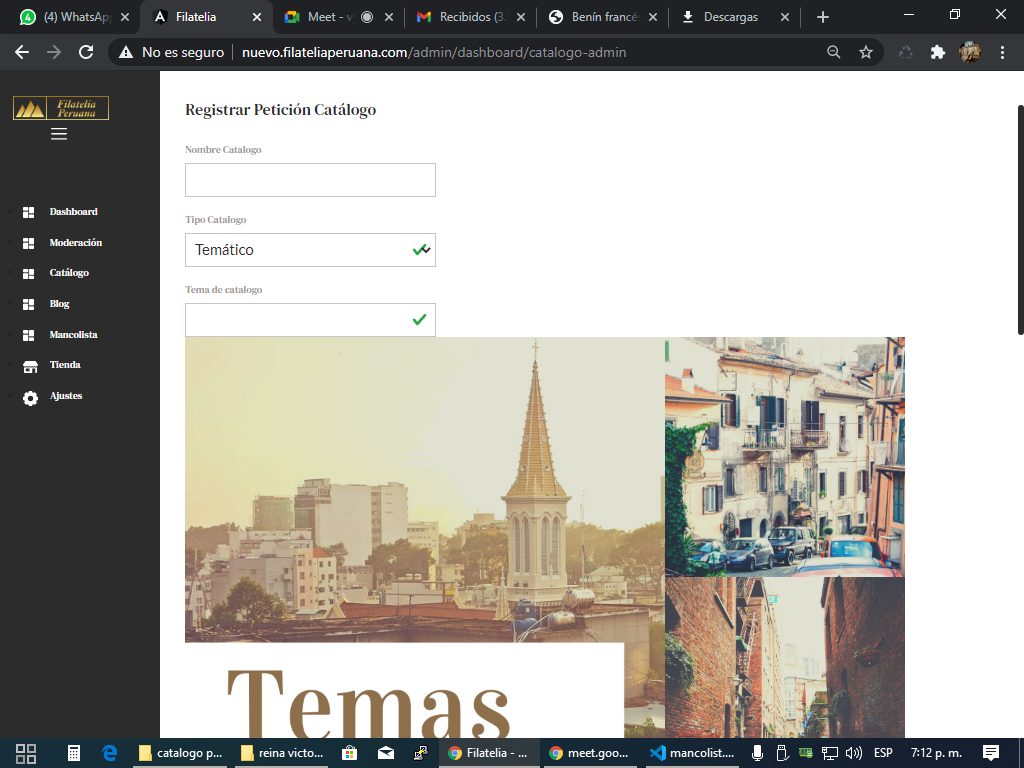 (4) WhatsApp
Filatelia
Meet - v
Recibidos (3.
Benín francé
Descargas
No es seguro
nuevo.filateliaperuana.com/admin/dashboard/catalogo-admin
Filatelia
Peruana
Registrar Petición Catálogo
Nombre Catalogo
Tipo Catalogo
Temático
Tema de catalogo
Dashboard
Moderación
Catálogo
Blog
Mancolista
Tienda
Ajustes
Temas
catalogo p...
reina victo...
Filatelia - ...
meet.goo...
mancolist....
ESP
7:12 p. m.